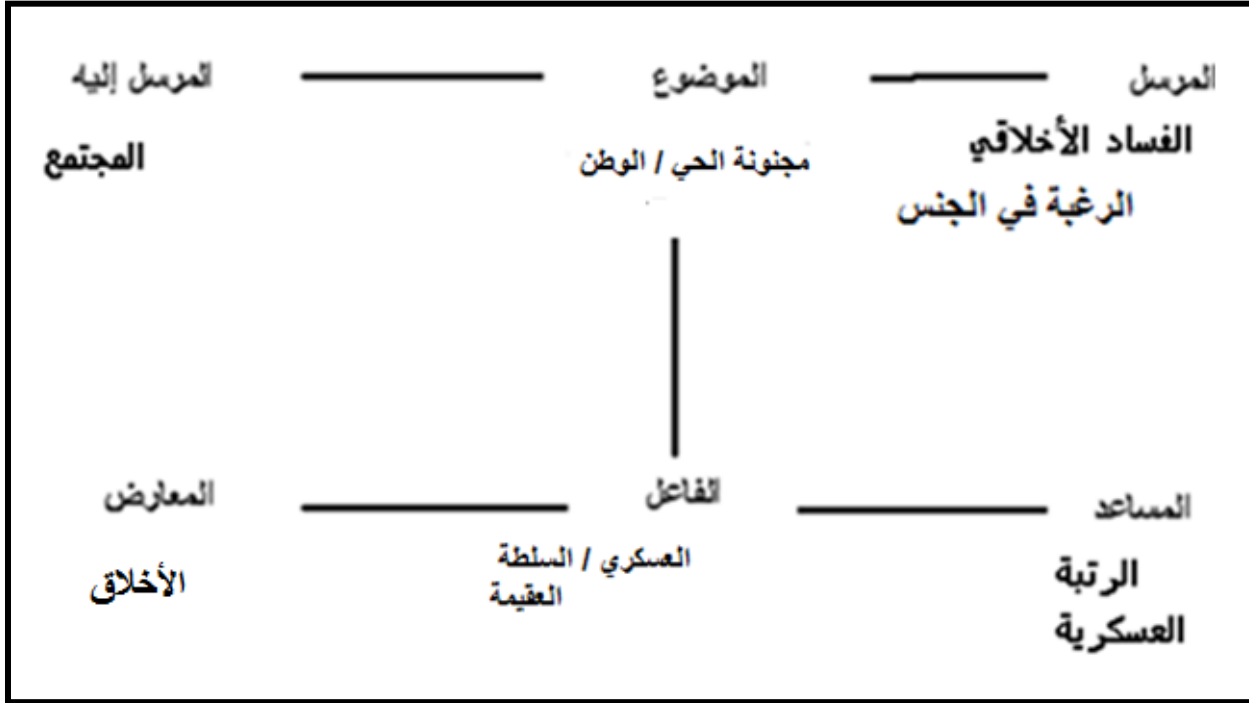 المرسل
الموضوع
المرسل إليه
الفساد الأخلاقي
الرغبة في الجنس
مجنونة الحي / الوطن
المجتمع
المساعد
الفاعل
المعارض
الرتبة
العسكرية
العسكري / السلطة
العقيمة
الأخلاق